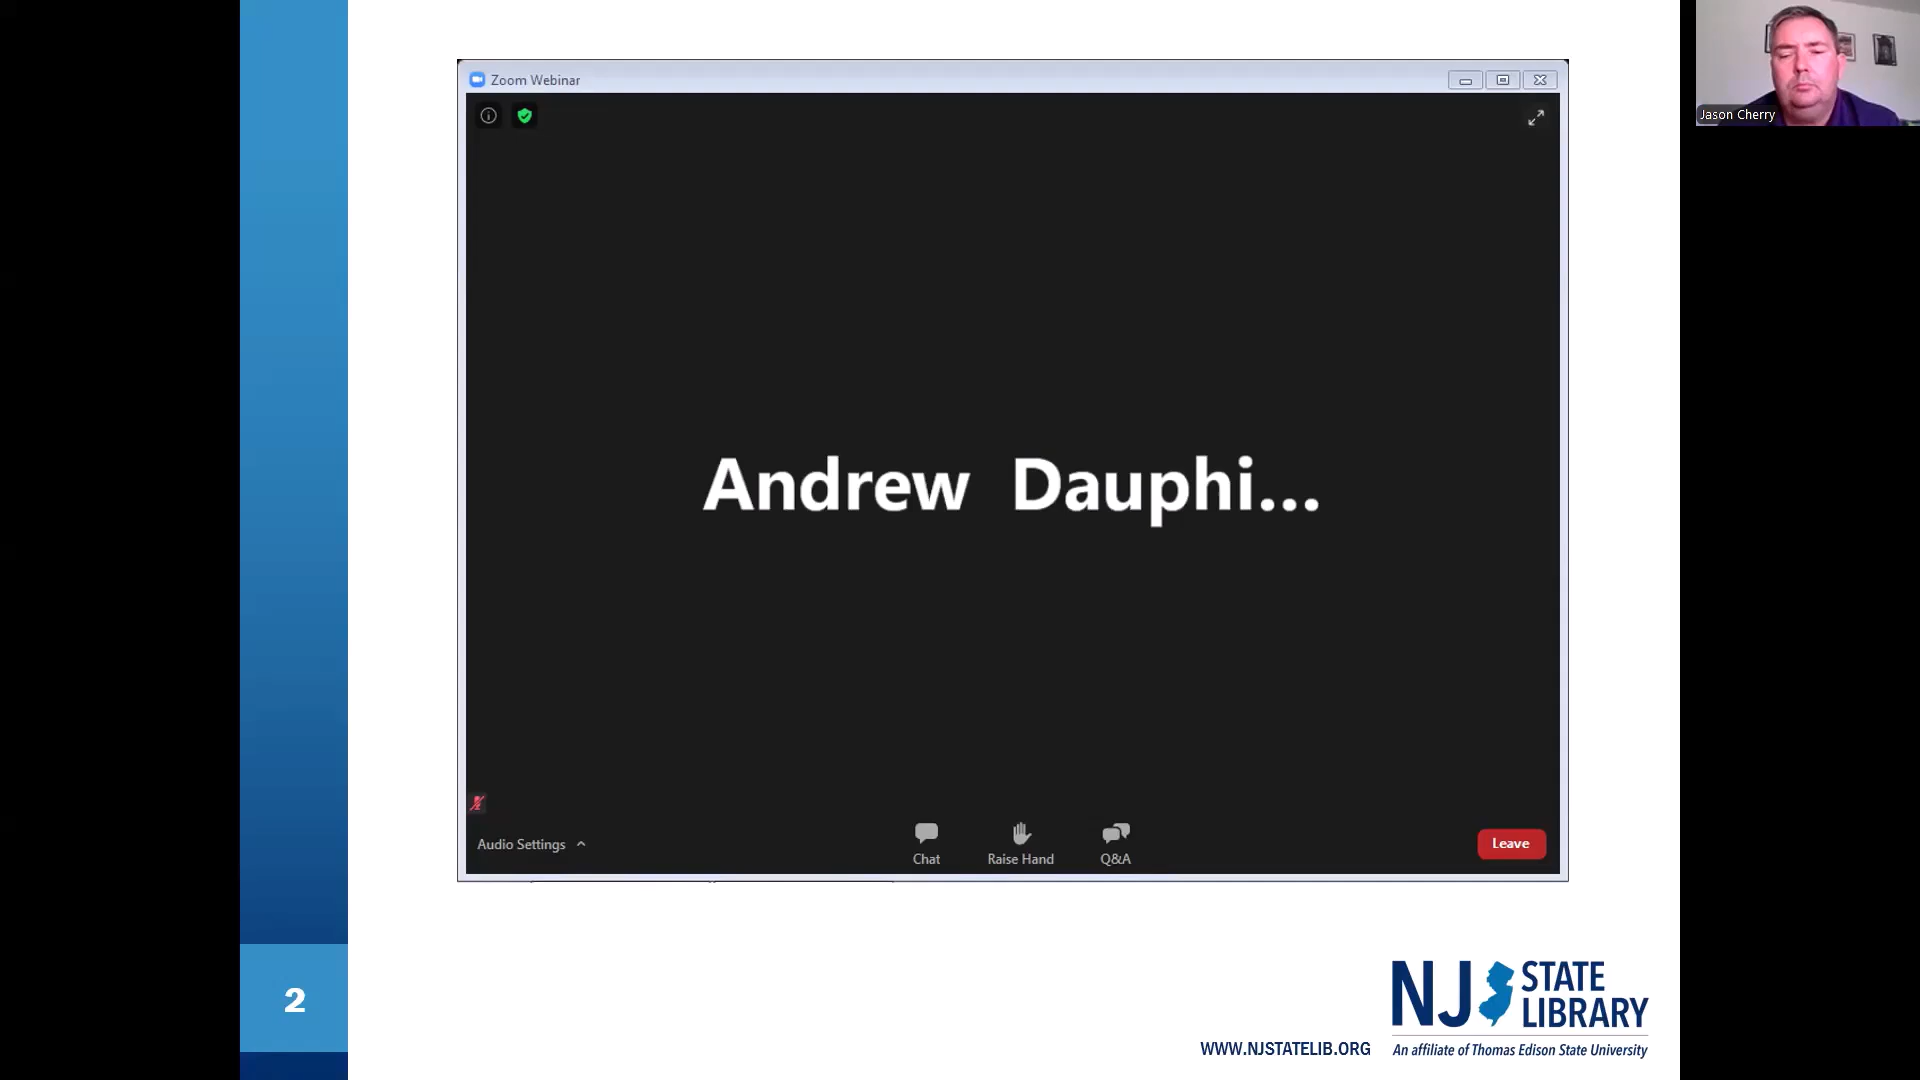 Zoom Webinar
Jason Cherry
Andrew Dauphi...
Audio Settings
Chat
Raise Hand
Q&A
Leave
2
NJ STATE LIBRARY
WWW.NJSTATELIB.ORG
An affiliate of Thomas Edison State University